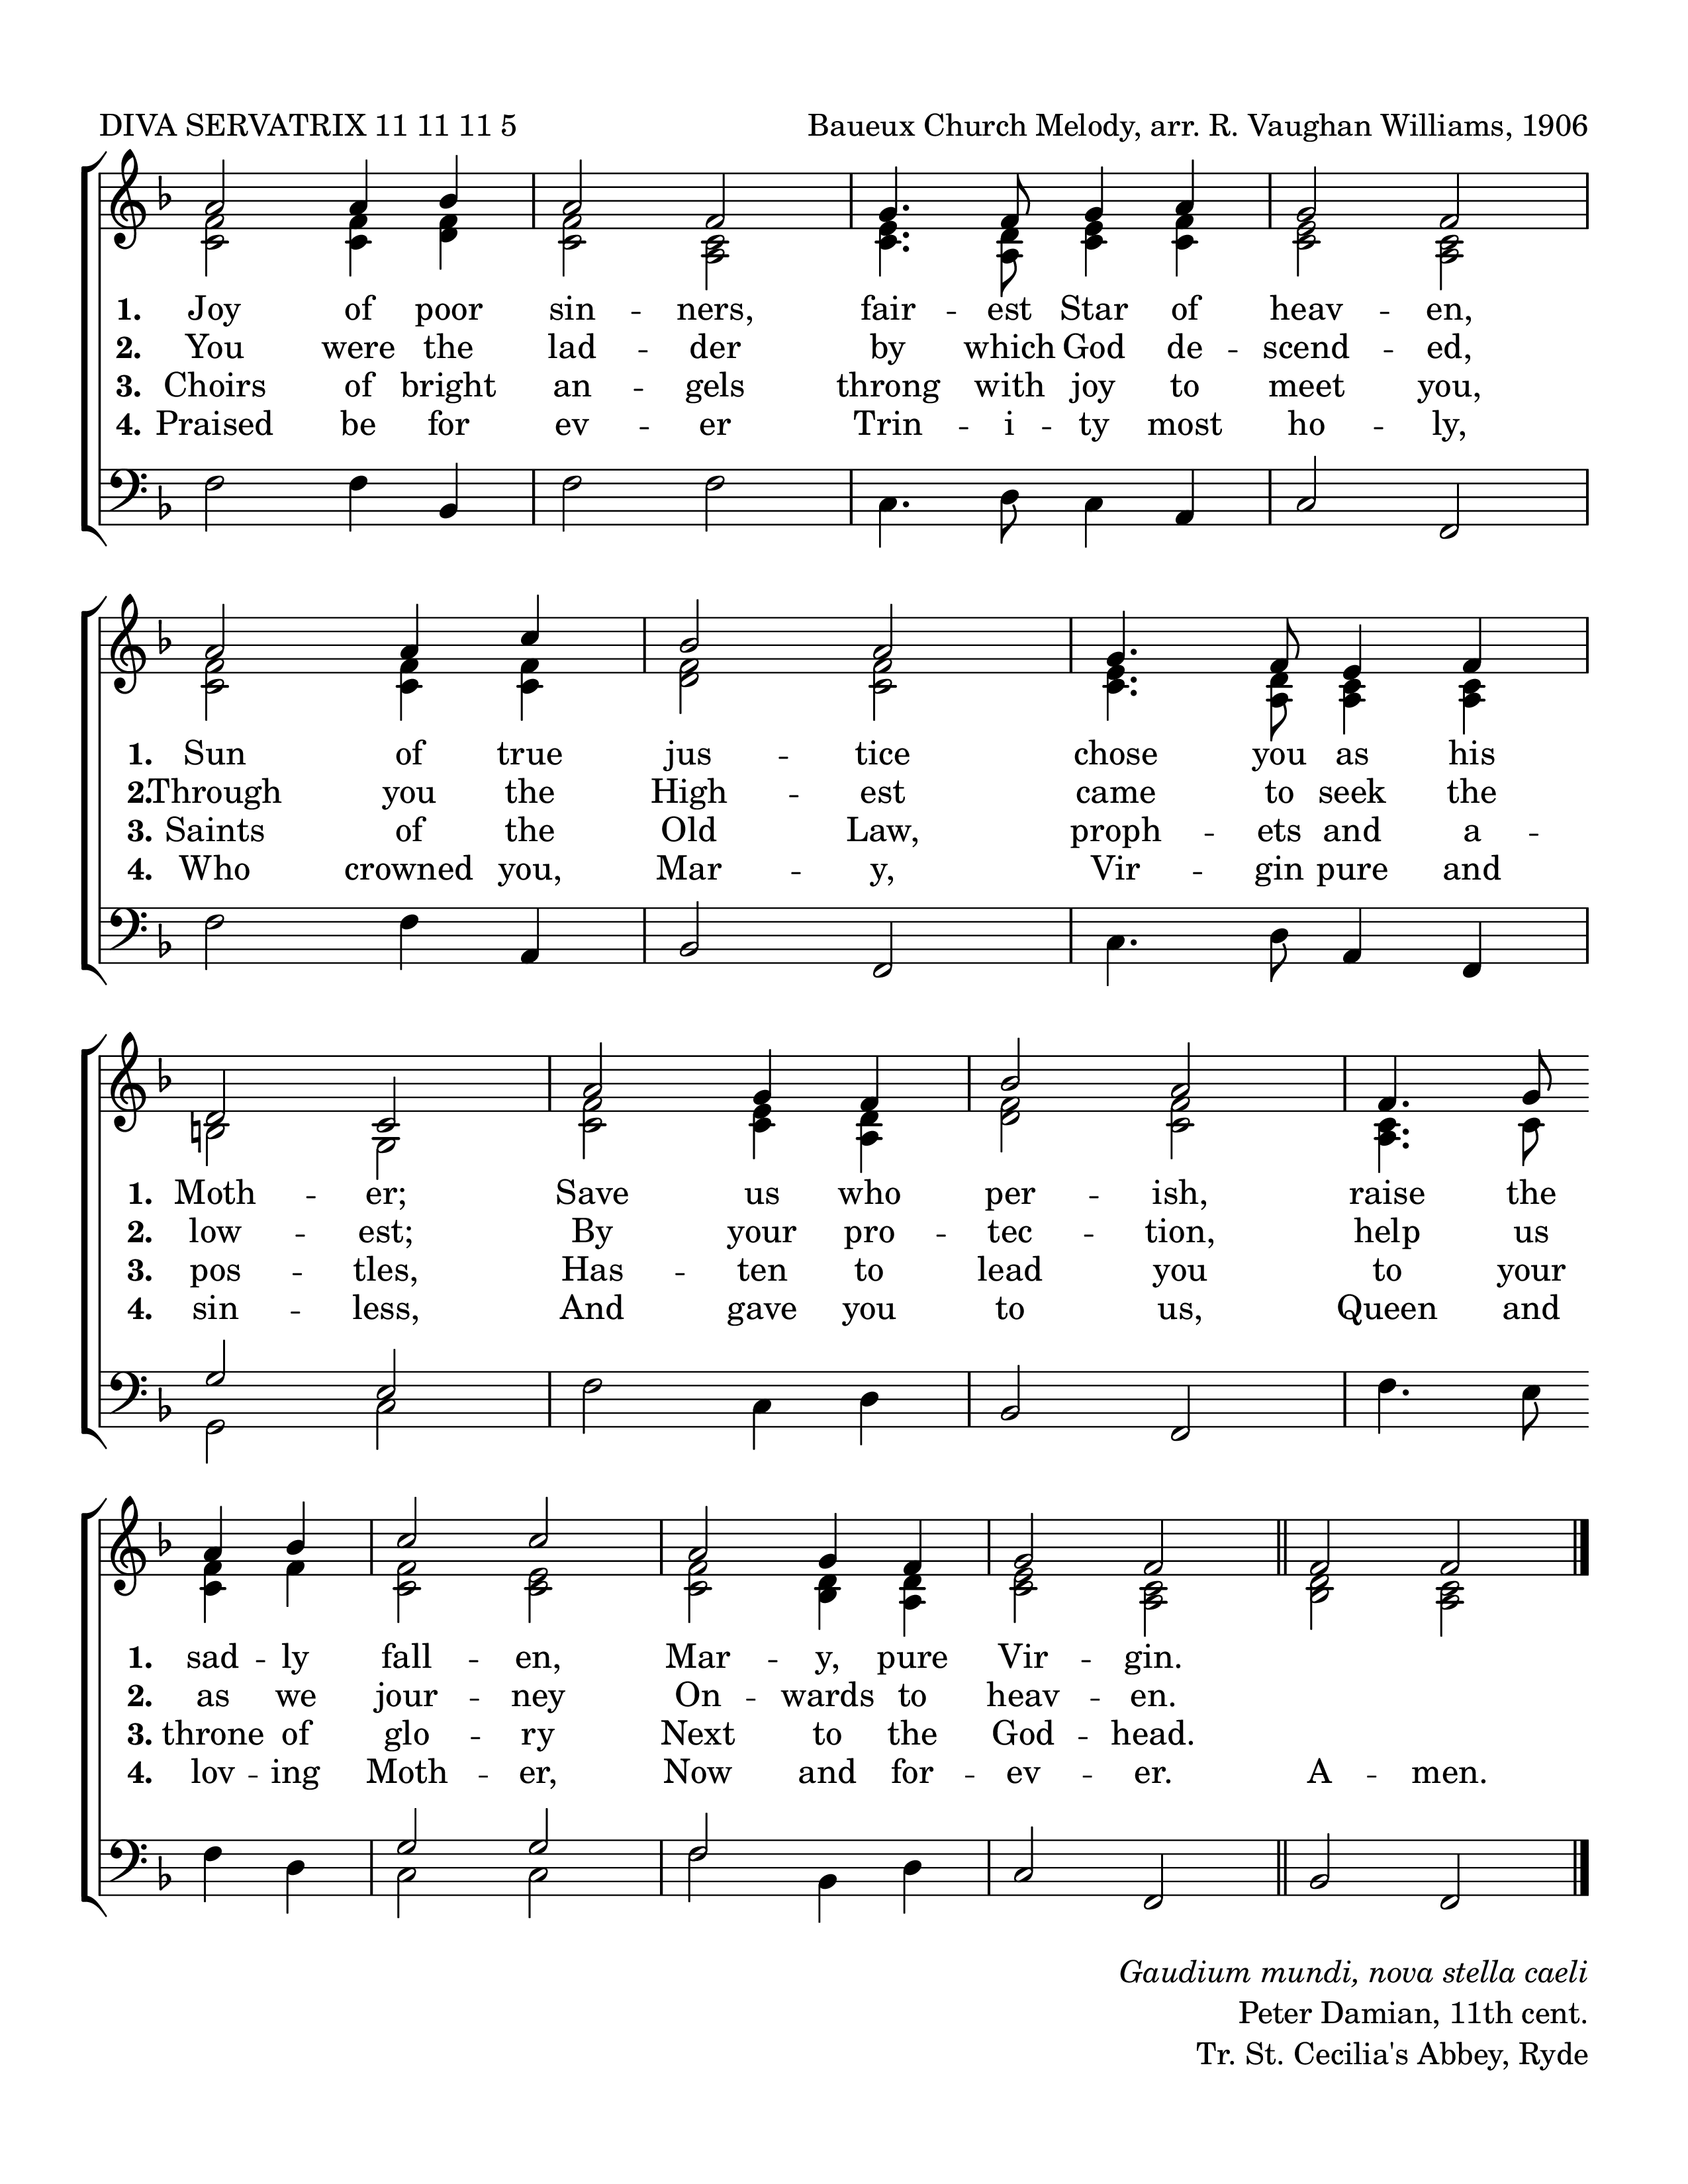 DIVA SERVATRIX 11 11 11 5
Baueux Church Melody, arr. R. Vaughan Williams, 1906
1. Joy of poor sin - ners, fair - est Star of heav - en,
2. You were the lad - der by which God de - scend - ed,
3. Choirs of bright an - gels throng with joy to meet you,
4. Praised be for ev - er Trin - i - ty most ho - ly,
1. Sun of true jus - tice chose you as his
2. Through you the High - est came to seek the
3. Saints of the Old Law, proph - ets and a -
4. Who crowned you, Mar - y, Vir - gin pure and
1. Moth - er; Save us who per - ish, raise the
2. low - est; By your pro - tec - tion, help us
3. pos - tles, Has - ten to lead you to your
4. sin - less, And gave you to us, Queen and
1. sad - ly fall - en, Mar - y, pure Vir - gin.
2. as we jour - ney On - wards to heav - en.
3. throne of glo - ry Next to the God - head.
4. lov - ing Moth - er, Now and for - ev - er. A - men.
Gaudium mundi, nova stella caeli
Peter Damian, 11th cent.
Tr. St. Cecilia's Abbey, Ryde